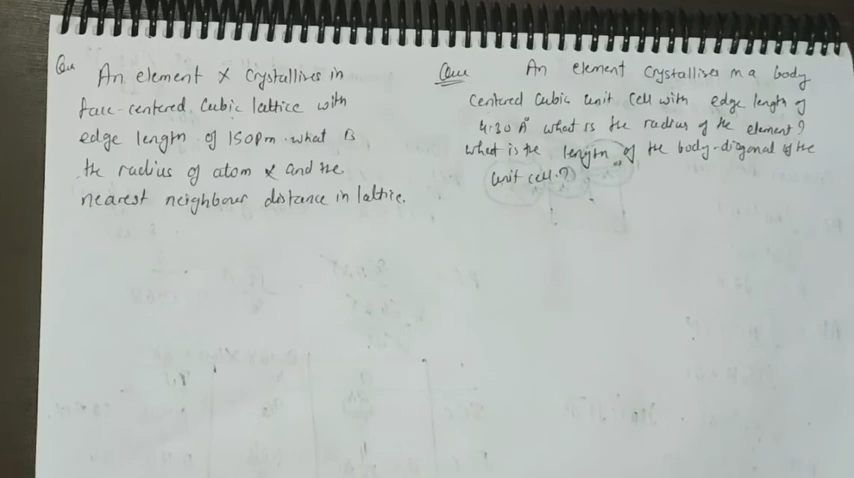 Qu An element X Crystallises in
face-centered Cubic lattice with
edge length of 150pm. what is
the radius of atom X and the
nearest neighbour distance in lattice.
Ques An element Crystallises in a body
Centered Cubic unit Cell with edge length of
4.30 A° what is the radius of the element?
what is the length of the body-diagonal of the
unit cell?